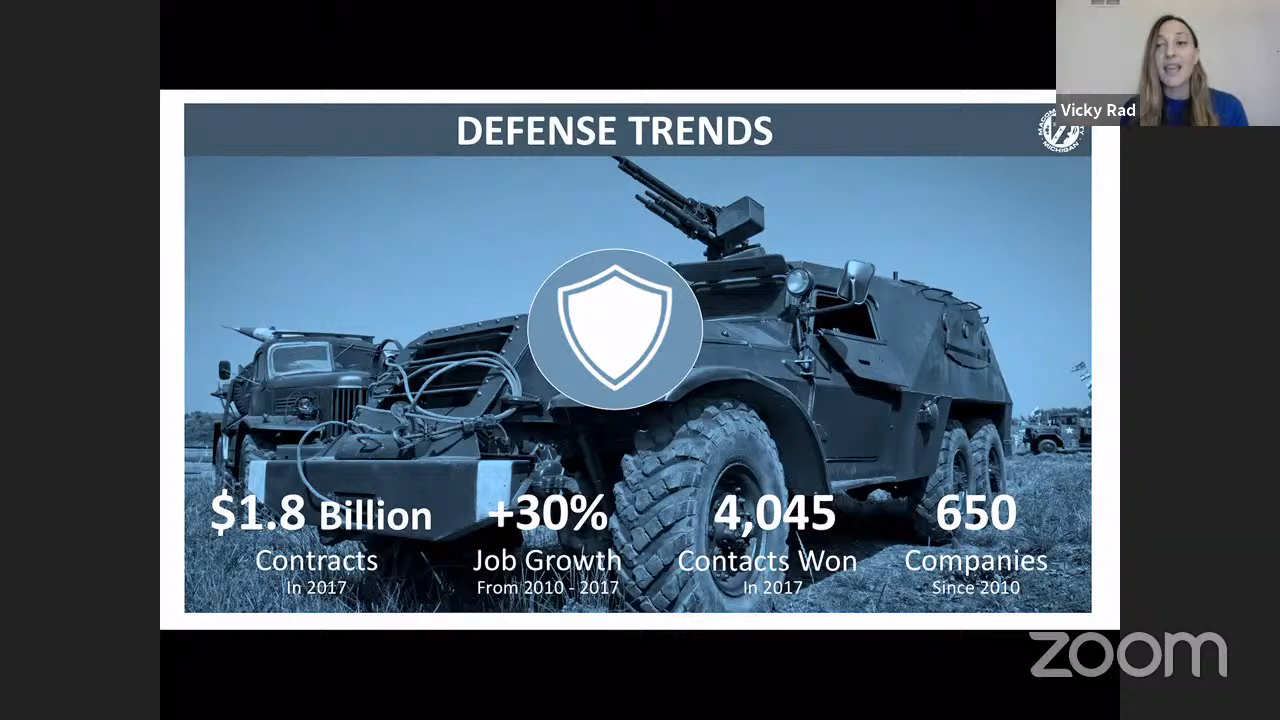 Vicky Rad
DEFENSE TRENDS
MICHIGAN
$1.8 Billion
Contracts
In 2017
+30%
Job Growth
From 2010 - 2017
4,045
Contacts Won
In 2017
650
Companies
Since 2010
zoom